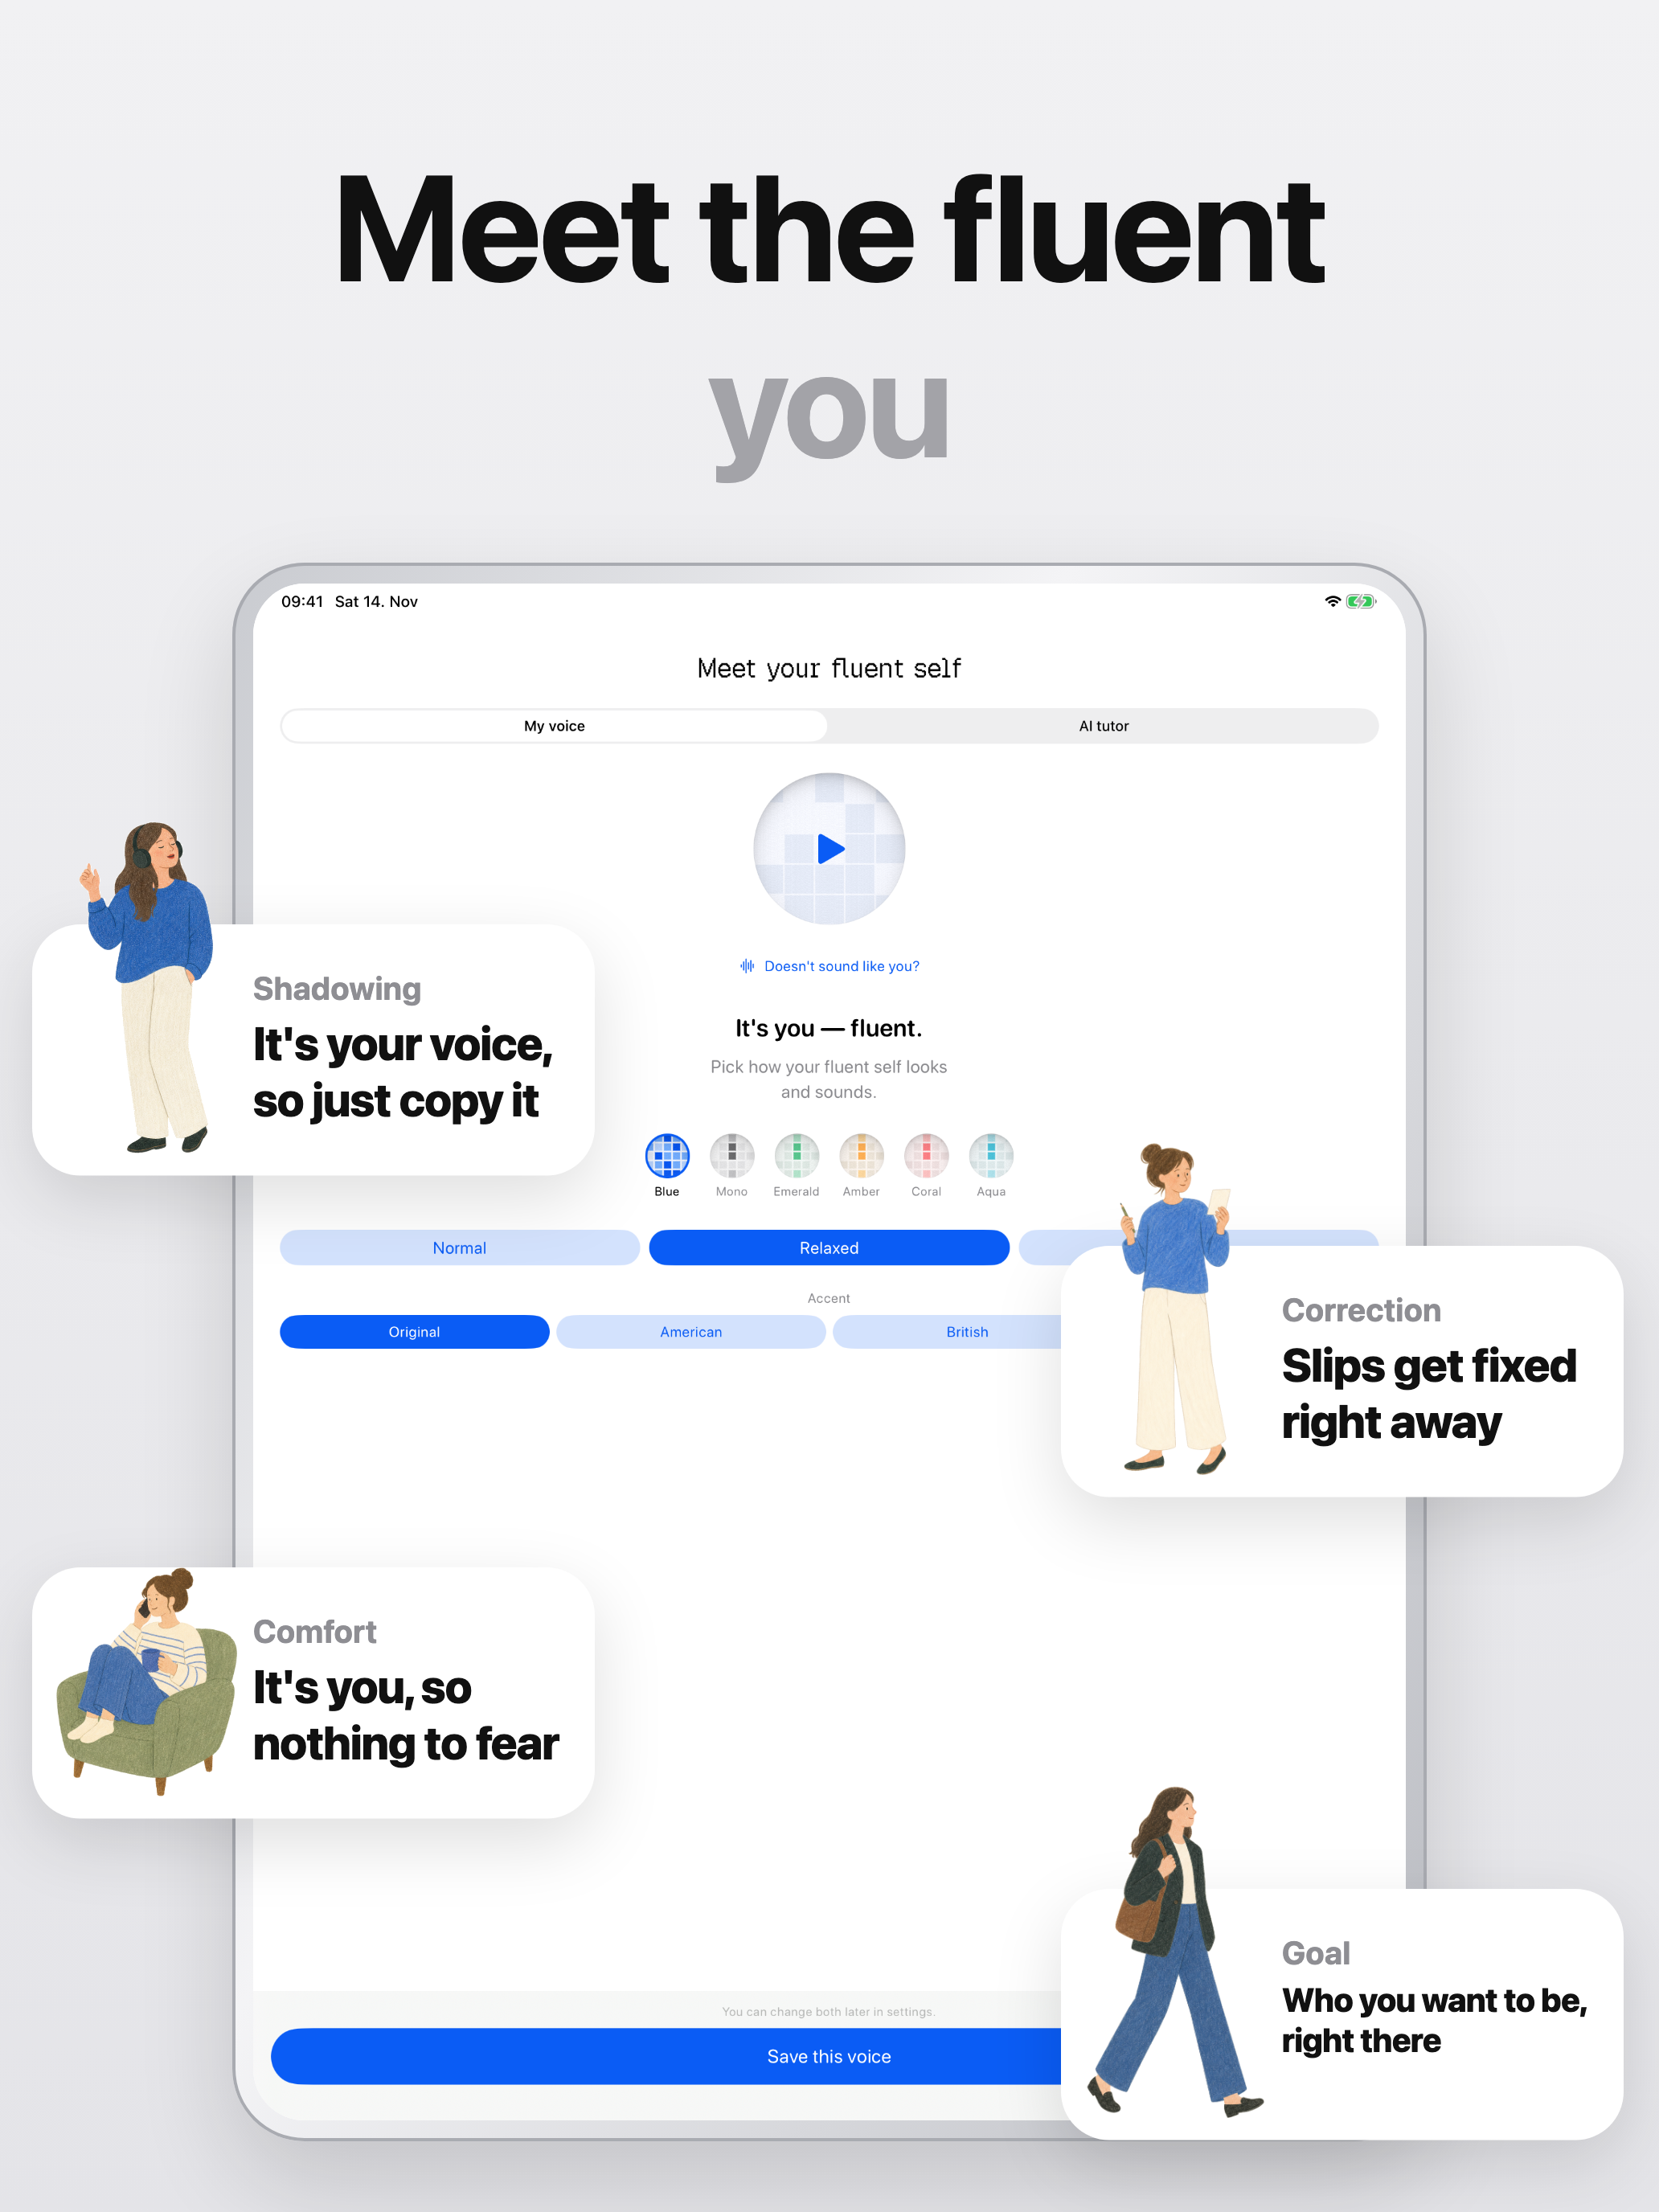 Meet the fluent
you
09:41 Sat 14. Nov
Meet your fluent self
My voice
AI tutor
Doesn't sound like you?
It's you — fluent.
Pick how your fluent self looks
and sounds.
Blue
Mono
Emerald
Amber
Coral
Aqua
Normal
Relaxed
Accent
Original
American
British
Shadowing
It's your voice,
so just copy it
Correction
Slips get fixed
right away
Comfort
It's you, so
nothing to fear
Goal
Who you want to be,
right there
You can change both later in settings.
Save this voice